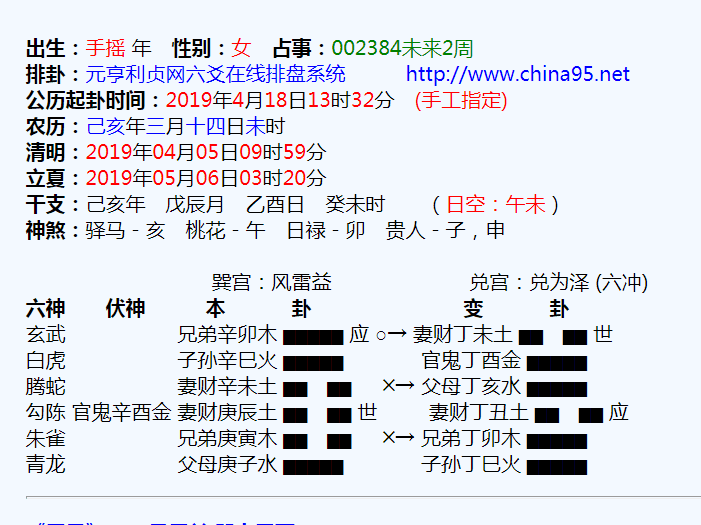 出生：手摇 年 性别：女 占事：002384未来2周
排卦：元亨利贞网六爻在线排盘系统 http://www.china95.net
公历起卦时间：2019年4月18日13时32分 (手工指定)
农历：己亥年三月十四日未时
清明：2019年04月05日09时59分
立夏：2019年05月06日03时20分
干支：己亥年 戊辰月 乙酉日 癸未时 （日空：午未）
神煞：驿马－亥 桃花－午 日禄－卯 贵人－子，申
巽宫：风雷益 兑宫：兑为泽 (六冲)
六神 伏神 本 卦 变 卦
玄武 兄弟辛卯木 ▅▅▅▅▅ 应 ○→ 妻财丁未土 ▅▅ ▅▅ 世
白虎 子孙辛巳火 ▅▅▅▅▅ 官鬼丁酉金 ▅▅▅▅▅
腾蛇 妻财辛未土 ▅▅ ▅▅ ×→ 父母丁亥水 ▅▅▅▅▅
勾陈 官鬼辛酉金 妻财庚辰土 ▅▅ ▅▅ 世 妻财丁丑土 ▅▅ ▅▅ 应
朱雀 兄弟庚寅木 ▅▅ ▅▅ ×→ 兄弟丁卯木 ▅▅▅▅▅
青龙 父母庚子水 ▅▅▅▅▅ 子孙丁巳火 ▅▅▅▅▅